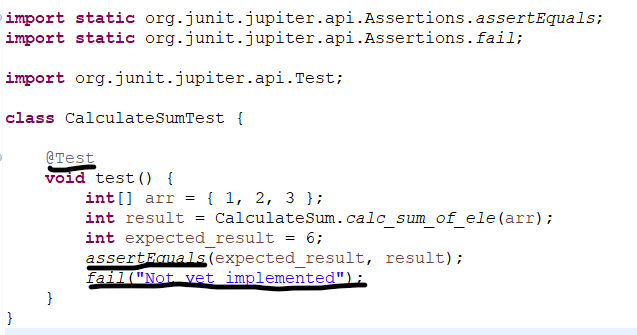 import static org.junit.jupiter.api.Assertions.assertEquals;
import static org.junit.jupiter.api.Assertions.fail;
import org.junit.jupiter.api.Test;
class CalculateSumTest {
@Test
void test() {
int[] arr = { 1, 2, 3 };
int result = CalculateSum.calc_sum_of_ele(arr);
int expected_result = 6;
assertEquals(expected_result, result);
fail("Not yet implemented");
}
}